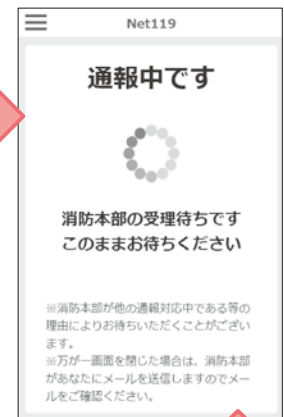 Net119
通報中です
消防本部の受理待ちです
このままお待ちください
※消防本部が他の通報対応中である等の
理由によりお待ちいただくことがござい
ます。
※万が一画面を閉じた場合は、消防本部
があなたにメールを送信しますのでメー
ルをご確認ください。